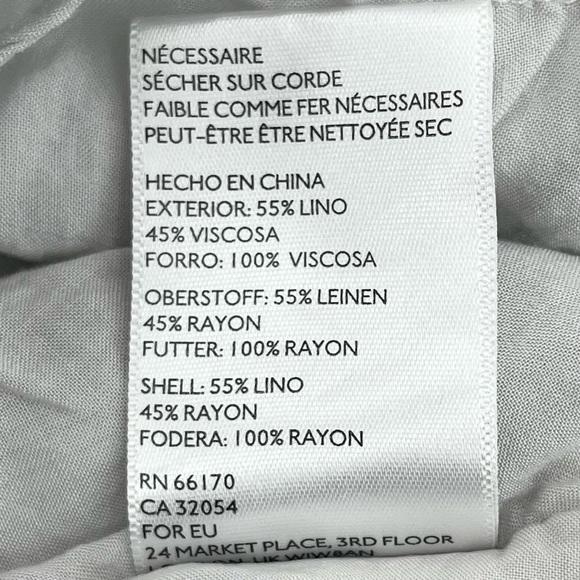 NÉCESSAIRE
SÉCHER SUR CORDE
FAIBLE COMME FER NÉCESSAIRES
PEUT-ÊTRE ÊTRE NETTOYÉE SEC
HECHO EN CHINA
EXTERIOR: 55% LINO
45% VISCOSA
FORRO: 100% VISCOSA
OBERSTOFF: 55% LEINEN
45% RAYON
FUTTER: 100% RAYON
SHELL: 55% LINO
45% RAYON
FODERA: 100% RAYON
RN 66170
CA 32054
FOR EU
24 MARKET PLACE, 3RD FLOOR
UK W1W8AN